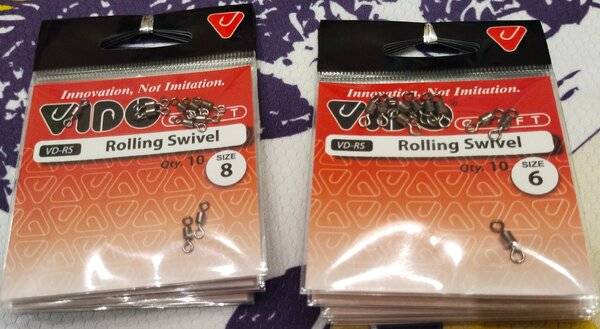 Innovation, Not Imitation.
VIDO
CRAFT
VD-RS
Rolling Swivel
Qty. 10
SIZE
8
Innovation, Not Imitation.
CRAFT
VD-RS
Rolling Swivel
Qty. 10
SIZE
6